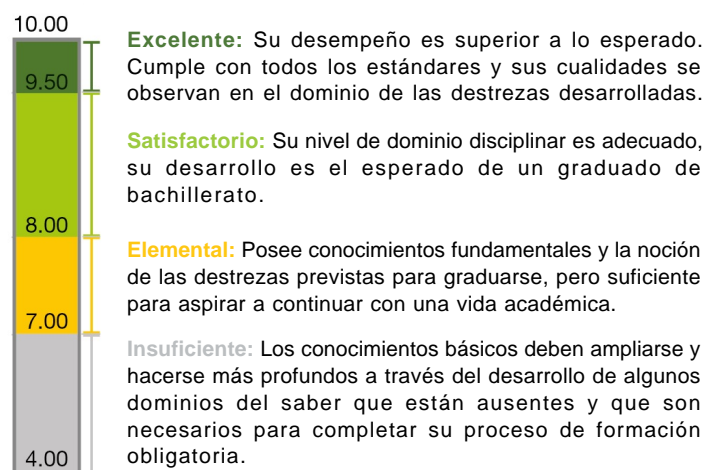 10.00
Excelente: Su desempeño es superior a lo esperado.
Cumple con todos los estándares y sus cualidades se
9.50
observan en el dominio de las destrezas desarrolladas.
Satisfactorio: Su nivel de dominio disciplinar es adecuado,
su desarrollo es el esperado de un graduado de
bachillerato.
8.00
Elemental: Posee conocimientos fundamentales y la noción
de las destrezas previstas para graduarse, pero suficiente
para aspirar a continuar con una vida académica.
7.00
Insuficiente: Los conocimientos básicos deben ampliarse y
hacerse más profundos a través del desarrollo de algunos
dominios del saber que están ausentes y que son
necesarios para completar su proceso de formación
obligatoria.
4.00